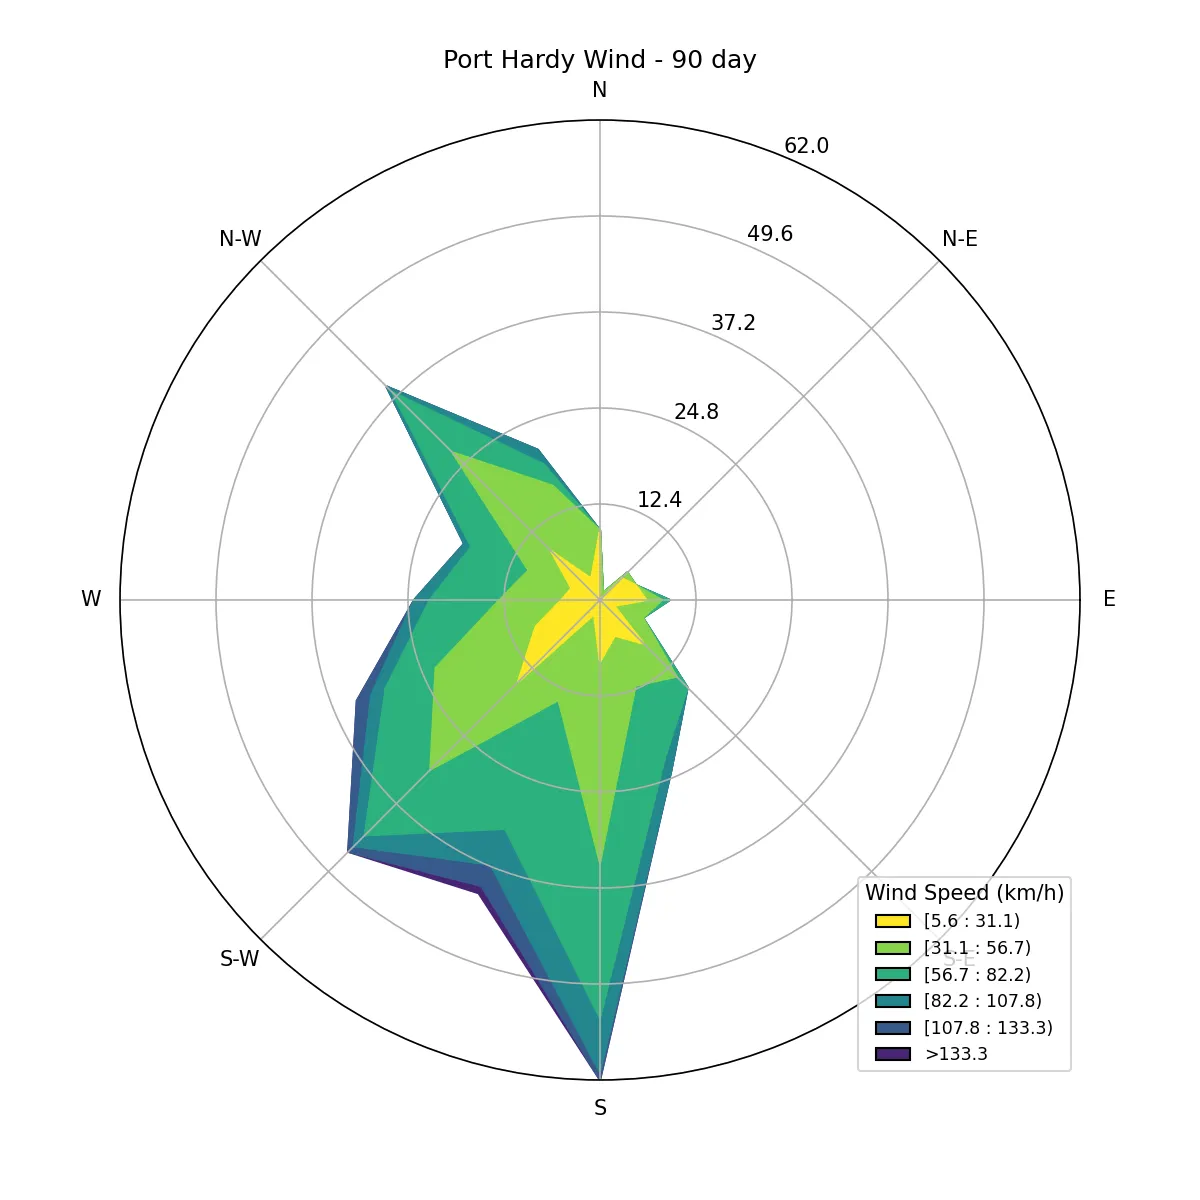 Port Hardy Wind - 90 day
N
62.0
N-W
49.6
N-E
37.2
24.8
12.4
W
E
S-W
S-E
S
Wind Speed (km/h)
[5.6 : 31.1)
[31.1 : 56.7)
[56.7 : 82.2)
[82.2 : 107.8)
[107.8 : 133.3)
>133.3